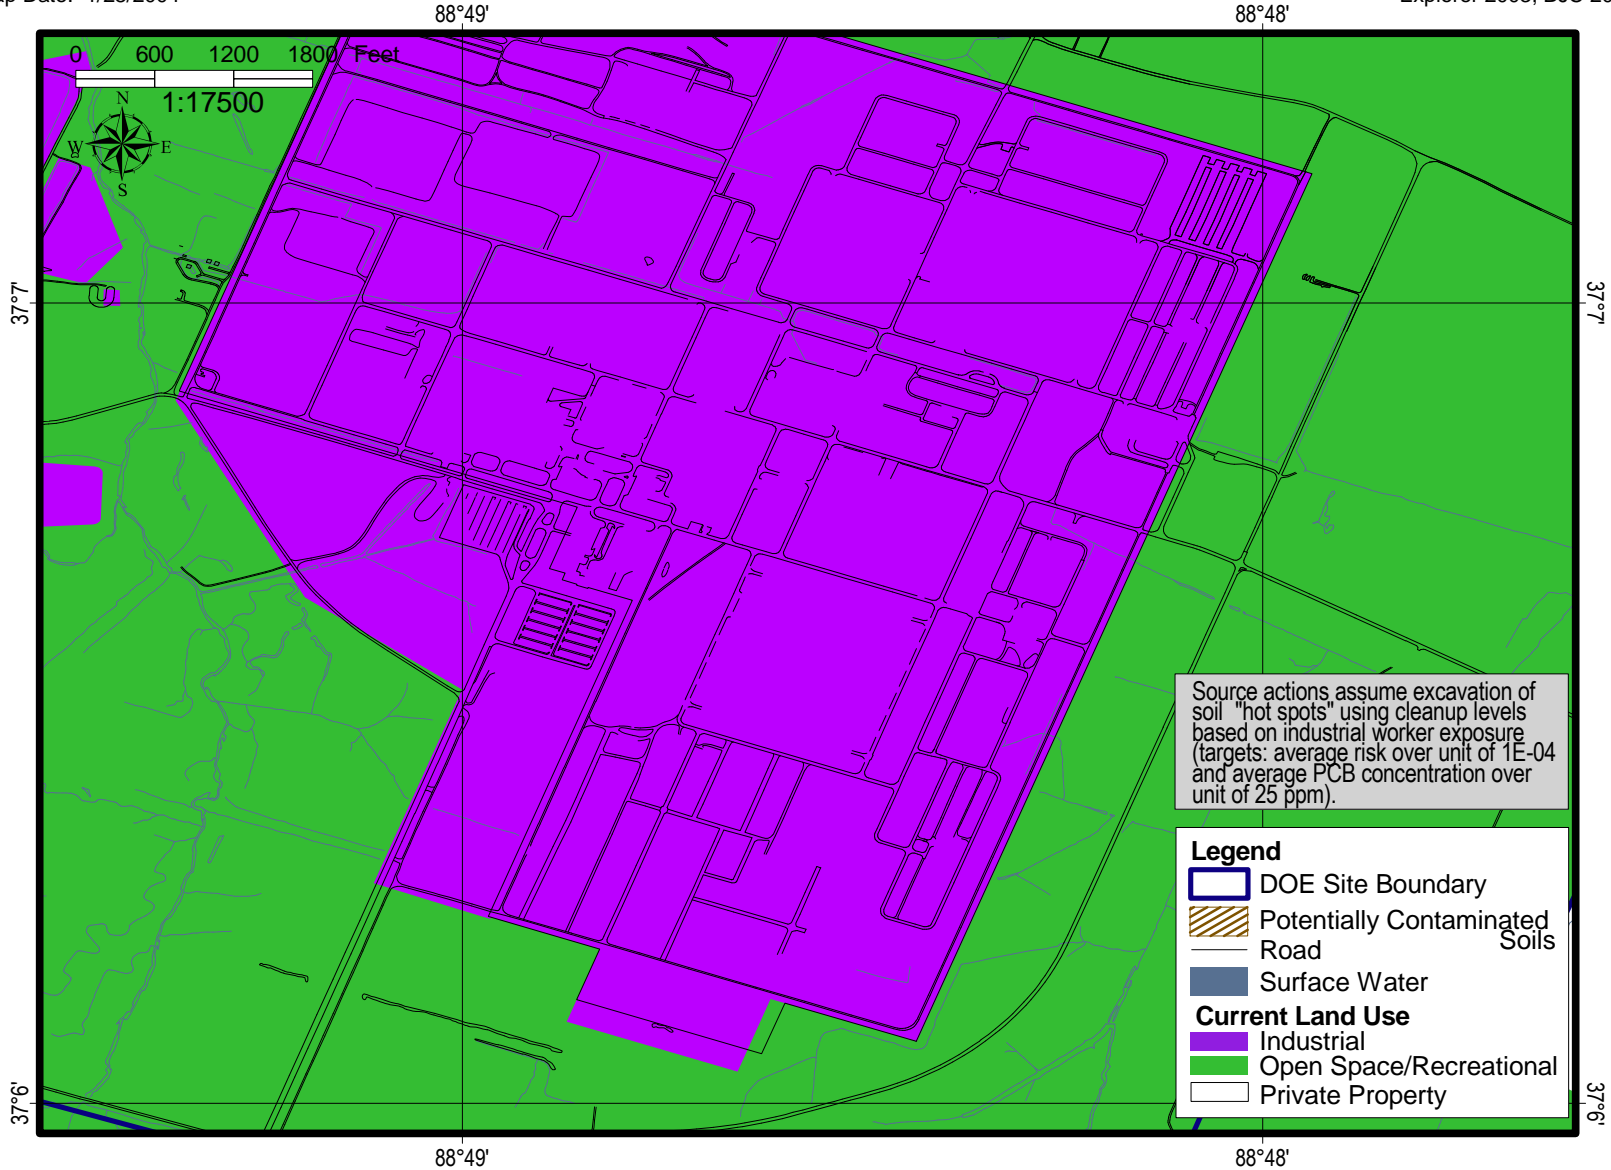 88°49'
88°48'
0 600 1200 1800 Feet
1:17500
N
W E
S
37°7'
37°7'
Source actions assume excavation of
soil "hot spots" using cleanup levels
based on industrial worker exposure
(targets: average risk over unit of 1E-04
and average PCB concentration over
unit of 25 ppm).
Legend
DOE Site Boundary
Potentially Contaminated
Soils
Road
Surface Water
Current Land Use
Industrial
Open Space/Recreational
Private Property
37°6'
37°6'
88°49'
88°48'